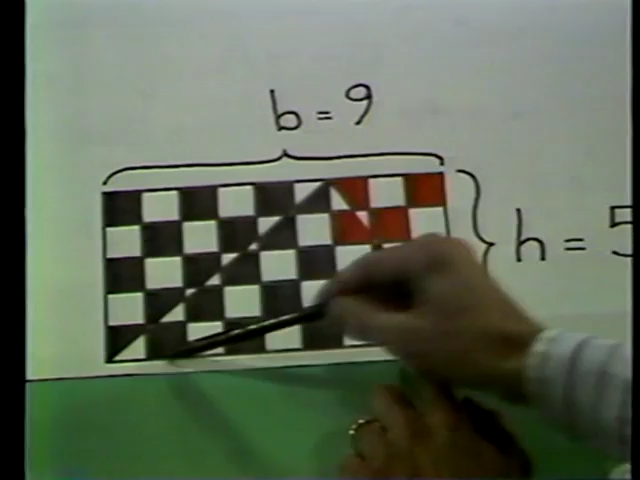 b = 9
h = 5